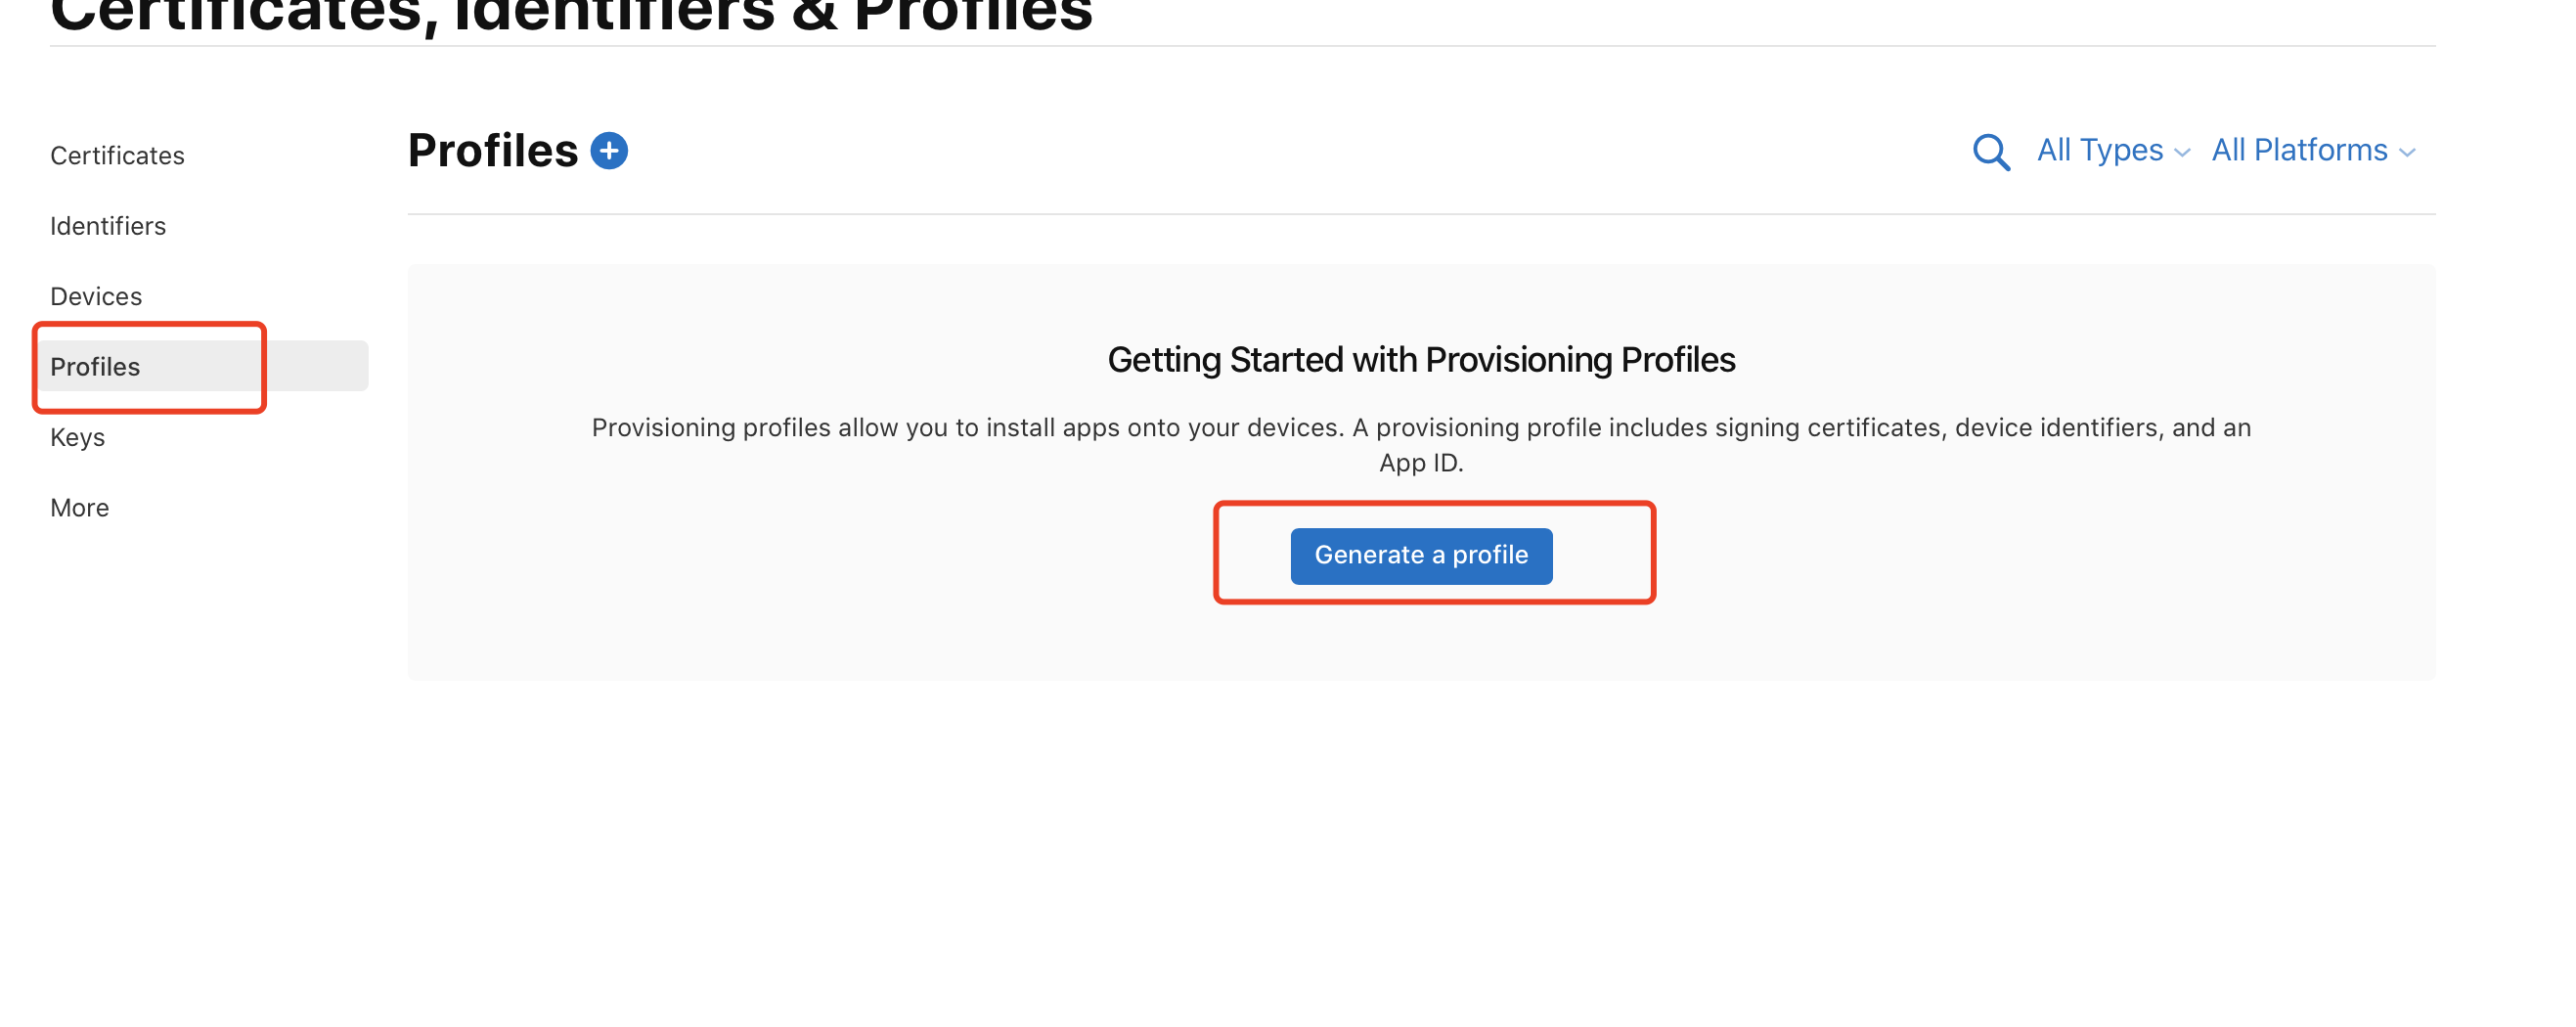 Certificates, Identifiers & Profiles
Certificates
Identifiers
Devices
Profiles
Keys
More
Profiles
All Types
All Platforms
Getting Started with Provisioning Profiles
Provisioning profiles allow you to install apps onto your devices. A provisioning profile includes signing certificates, device identifiers, and an
App ID.
Generate a profile